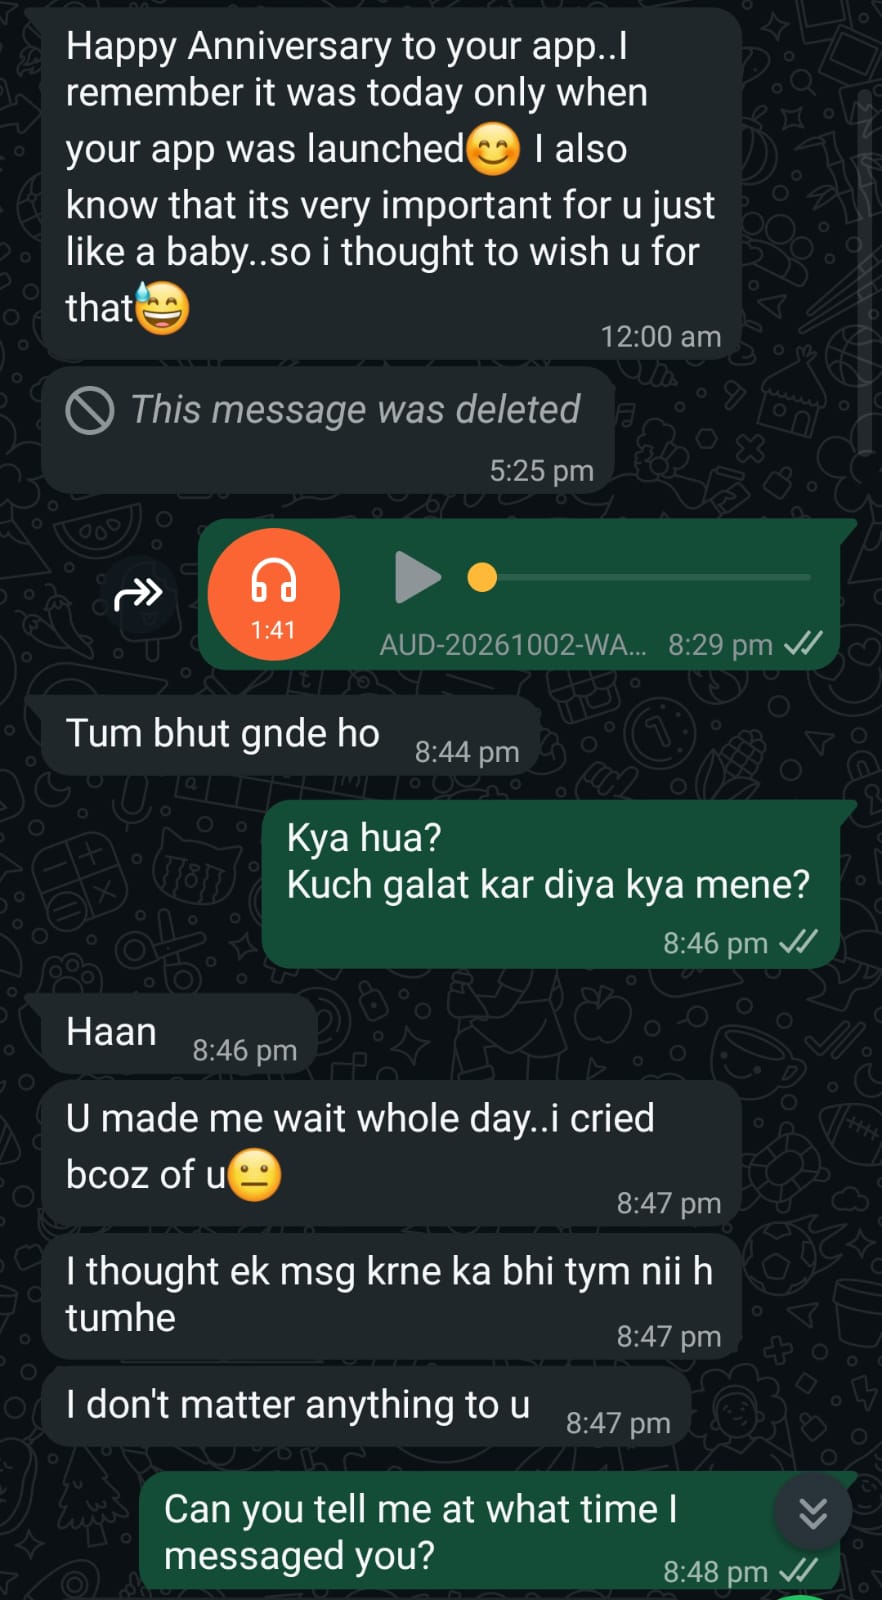 Happy Anniversary to your app..I
remember it was today only when
your app was launched😊 I also
know that its very important for u just
like a baby..so i thought to wish u for
that😅
12:00 am
This message was deleted
5:25 pm
1:41
AUD-20261002-WA... 8:29 pm
Tum bhut gnde ho 8:44 pm
Kya hua?
Kuch galat kar diya kya mene?
8:46 pm
Haan 8:46 pm
U made me wait whole day..i cried
bcoz of u😐
8:47 pm
I thought ek msg krne ka bhi tym nii h
tumhe
8:47 pm
I don't matter anything to u 8:47 pm
Can you tell me at what time I
messaged you?
8:48 pm